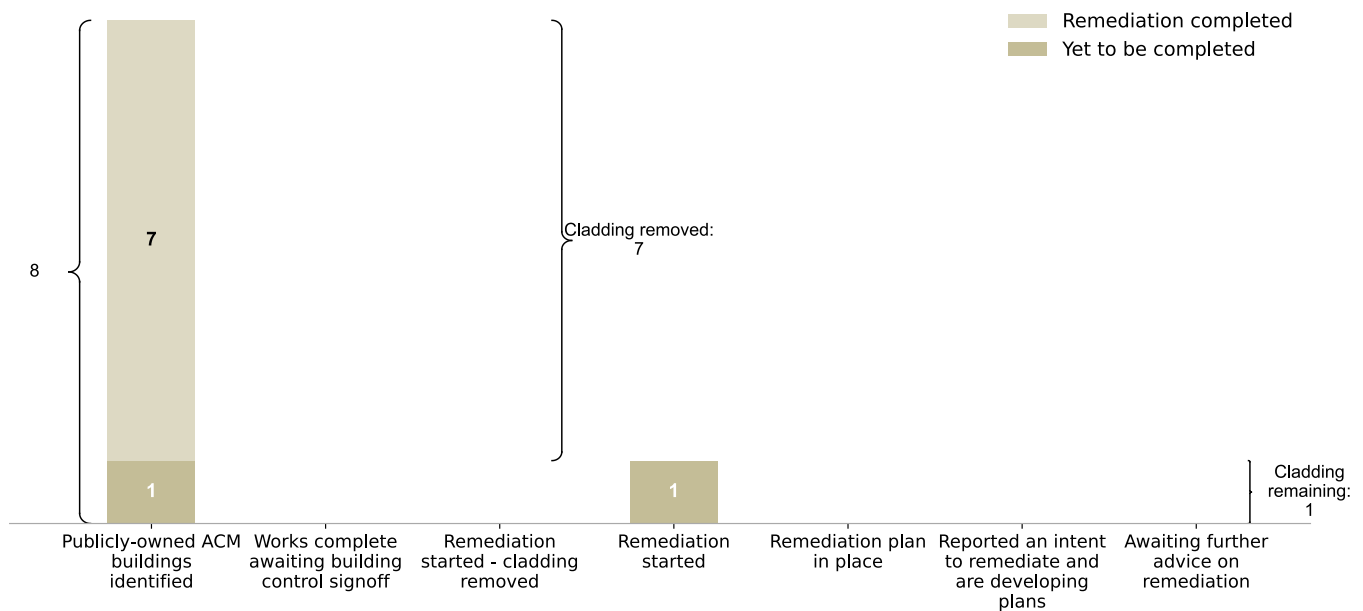 Remediation completed
Yet to be completed
8
7
1
Cladding removed:
7
1
Cladding
remaining:
1
Publicly-owned ACM
buildings
identified
Works complete
awaiting building
control signoff
Remediation
started - cladding
removed
Remediation
started
Remediation plan
in place
Reported an intent
to remediate and
are developing
plans
Awaiting further
advice on
remediation